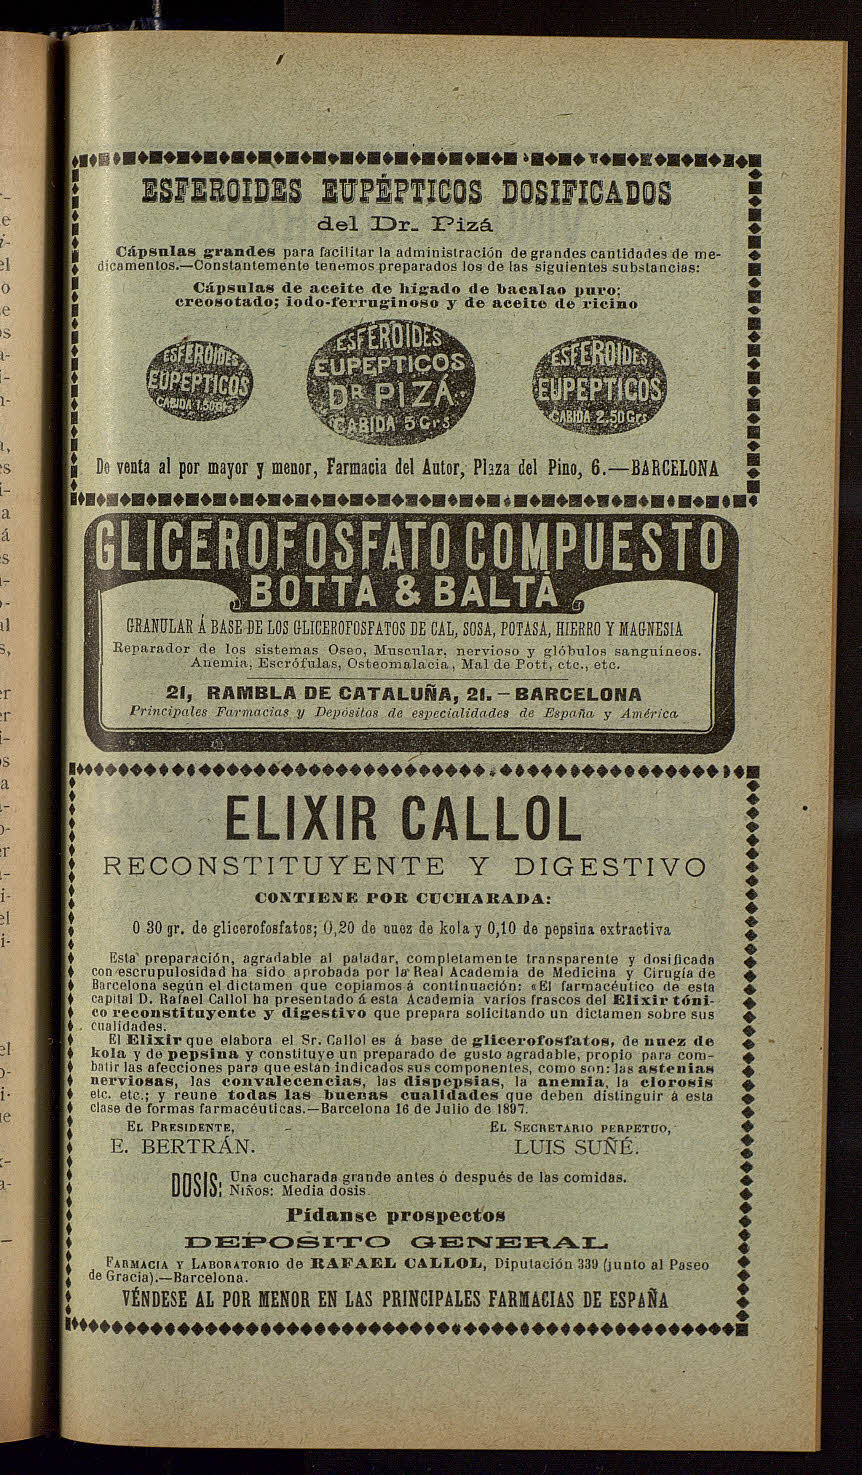 ESFEROIDES EUPÉPTICOS DOSIFICADOS
del Dr. Pizá
Cápsulas grandes para facilitar la administración de grandes cantidades de me-
dicamentos.—Constantemente tenemos preparados los de las siguientes substancias:
Cápsulas de aceite de hígado de bacalao puro;
creosotado; iodo-ferruginoso y de aceite de ricino
ESFEROIDES
EUPEPTICOS
CABIDA 1.50 Grs
ESFEROIDES
EUPEPTICOS
DR PIZÁ
CABIDA 5 Grs
ESFEROIDES
EUPEPTICOS
CABIDA 2.50 Grs
De venta al por mayor y menor, Farmacia del Autor, Plaza del Pino, 6.—BARCELONA
GLICEROFOSFATO COMPUESTO
BOTTA & BALTÁ
GRANULAR Á BASE DE LOS GLICEROFOSFATOS DE CAL, SOSA, POTASA, HIERRO Y MAGNESIA
Reparador de los sistemas Oseo, Muscular, nervioso y glóbulos sanguíneos.
Anemia, Escrófulas, Osteomalacia, Mal de Pott, etc., etc.
21, RAMBLA DE CATALUÑA, 21.—BARCELONA
Principales Farmacias y Depósitos de especialidades de España y América
ELIXIR CALLOL
RECONSTITUYENTE Y DIGESTIVO
CONTIENE POR CUCHARADA:
0 30 gr. de glicerofosfatos; 0,20 de nuez de kola y 0,10 de pepsina extractiva
Esta preparación, agradable al paladar, completamente transparente y dosificada
con escrupulosidad ha sido aprobada por la Real Academia de Medicina y Cirugía de
Barcelona según el dictamen que copiamos á continuación: «El farmacéutico de esta
capital D. Rafael Callol ha presentado á esta Academia varios frascos del Elixir tóni-
co reconstituyente y digestivo que prepara solicitando un dictamen sobre sus
cualidades.
El Elixir que elabora el Sr. Callol es á base de glicerofosfatos, de nuez de
kola y de pepsina y constituye un preparado de gusto agradable, propio para com-
batir las afecciones para que están indicados sus componentes, como son: las astenias
nerviosas, las convalecencias, las dispepsias, la anemia, la clorosis
etc. etc.; y reune todas las buenas cualidades que deben distinguir á esta
clase de formas farmacéuticas.—Barcelona 16 de Julio de 1897.
EL PRESIDENTE, EL SECRETARIO PERPETUO,
E. BERTRÁN. LUIS SUÑÉ.
DOSIS: Una cucharada grande antes ó después de las comidas.
Niños: Media dosis.
Pídanse prospectos
DEPÓSITO GENERAL
FARMACIA Y LABORATORIO de RAFAEL CALLOL, Diputación 339 (junto al Paseo
de Gracia).—Barcelona.
VÉNDESE AL POR MENOR EN LAS PRINCIPALES FARMACIAS DE ESPAÑA